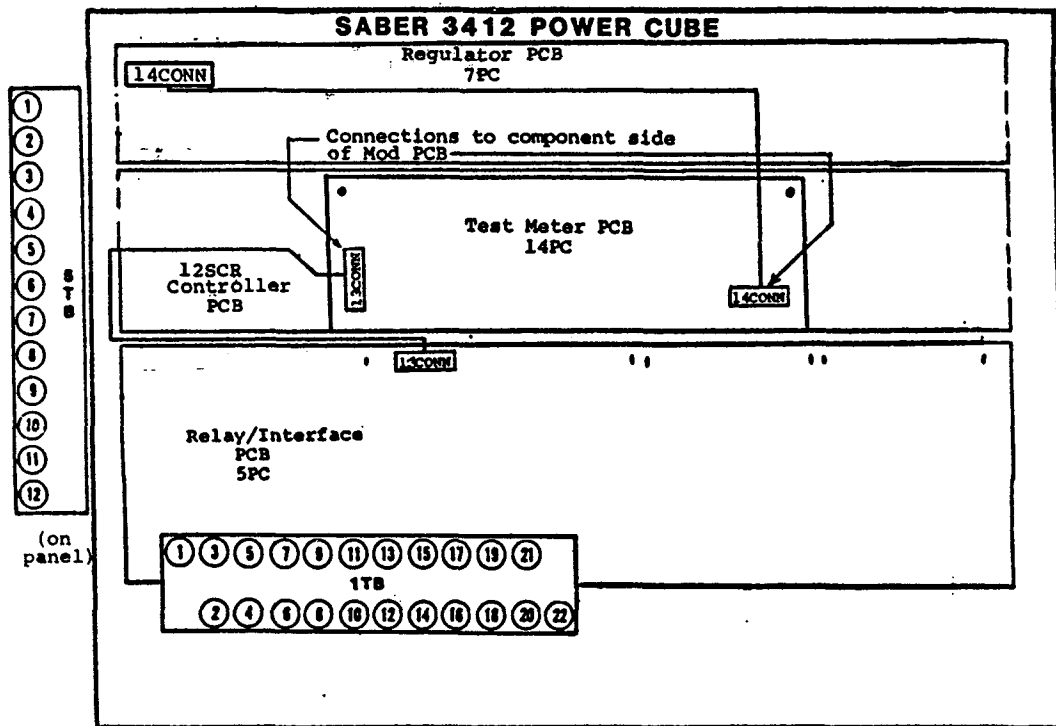 SABER 3412 POWER CUBE
Regulator PCB
7PC
14CONN
Connections to component side
of Mod PCB
Test Meter PCB
14PC
12SCR
Controller
PCB
13CONN
14CONN
13CONN
Relay/Interface
PCB
5PC
1
2
3
4
5
6
7
8
9
10
11
12
(on
panel)
1 3 5 7 9 11 13 15 17 19 21
1TB
2 4 6 8 10 12 14 16 18 20 22